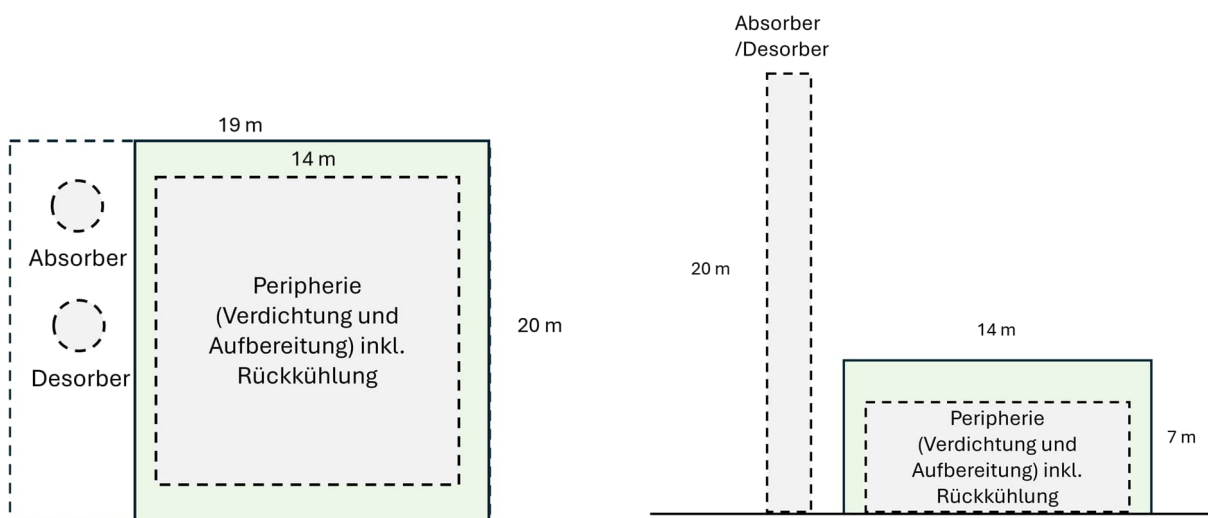 19 m
14 m
Absorber
Desorber
Peripherie
(Verdichtung und
Aufbereitung) inkl.
Rückkühlung
20 m
Absorber
/Desorber
20 m
14 m
Peripherie
(Verdichtung und
Aufbereitung) inkl.
Rückkühlung
7 m